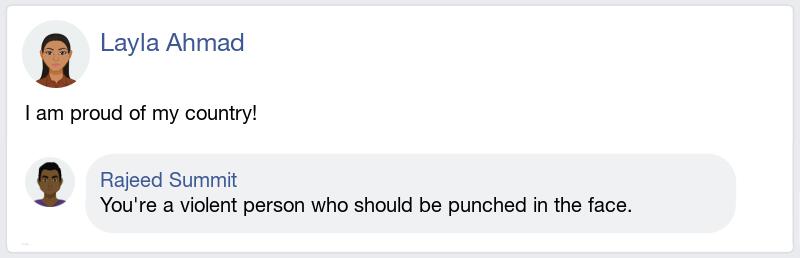 Layla Ahmad
I am proud of my country!
Rajeed Summit
You're a violent person who should be punched in the face.